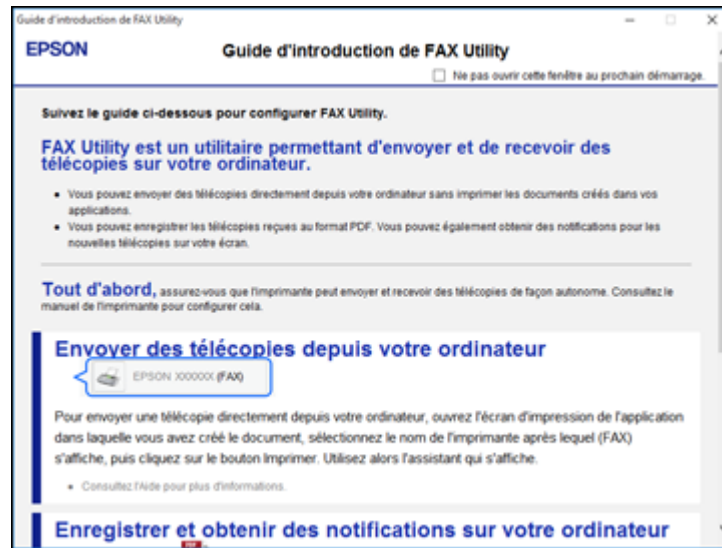 Guide d'introduction de FAX Utility
EPSON
Guide d'introduction de FAX Utility
Ne pas ouvrir cette fenêtre au prochain démarrage.
Suivez le guide ci-dessous pour configurer FAX Utility.
FAX Utility est un utilitaire permettant d'envoyer et de recevoir des
télécopies sur votre ordinateur.
• Vous pouvez envoyer des télécopies directement depuis votre ordinateur sans imprimer les documents créés dans vos
applications.
• Vous pouvez enregistrer les télécopies reçues au format PDF. Vous pouvez également obtenir des notifications pour les
nouvelles télécopies sur votre écran.
Tout d'abord, assurez-vous que l'imprimante peut envoyer et recevoir des télécopies de façon autonome. Consultez le
manuel de l'imprimante pour configurer cela.
Envoyer des télécopies depuis votre ordinateur
EPSON XXXXXX (FAX)
Pour envoyer une télécopie directement depuis votre ordinateur, ouvrez l'écran d'impression de l'application
dans laquelle vous avez créé le document, sélectionnez le nom de l'imprimante après lequel (FAX)
s'affiche, puis cliquez sur le bouton Imprimer. Utilisez alors l'assistant qui s'affiche.
• Consultez l'Aide pour plus d'informations.
Enregistrer et obtenir des notifications sur votre ordinateur
PDF